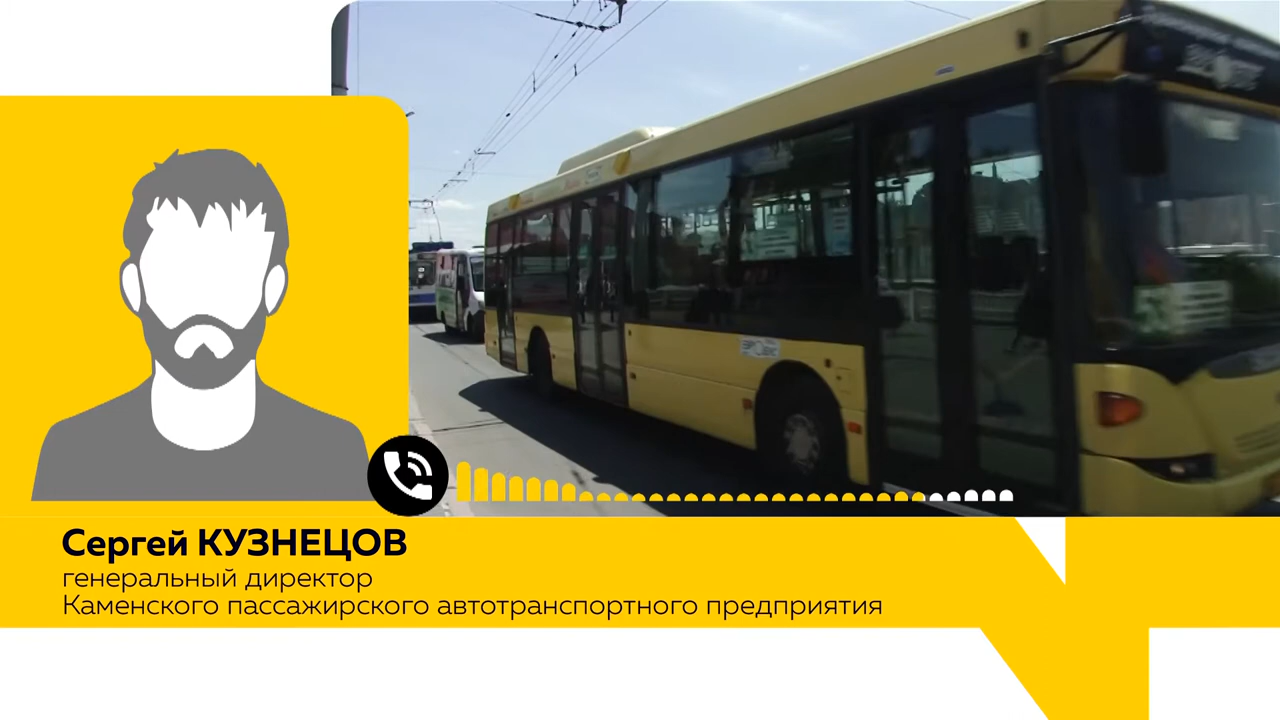 Сергей КУЗНЕЦОВ
генеральный директор
Каменского пассажирского автотранспортного предприятия